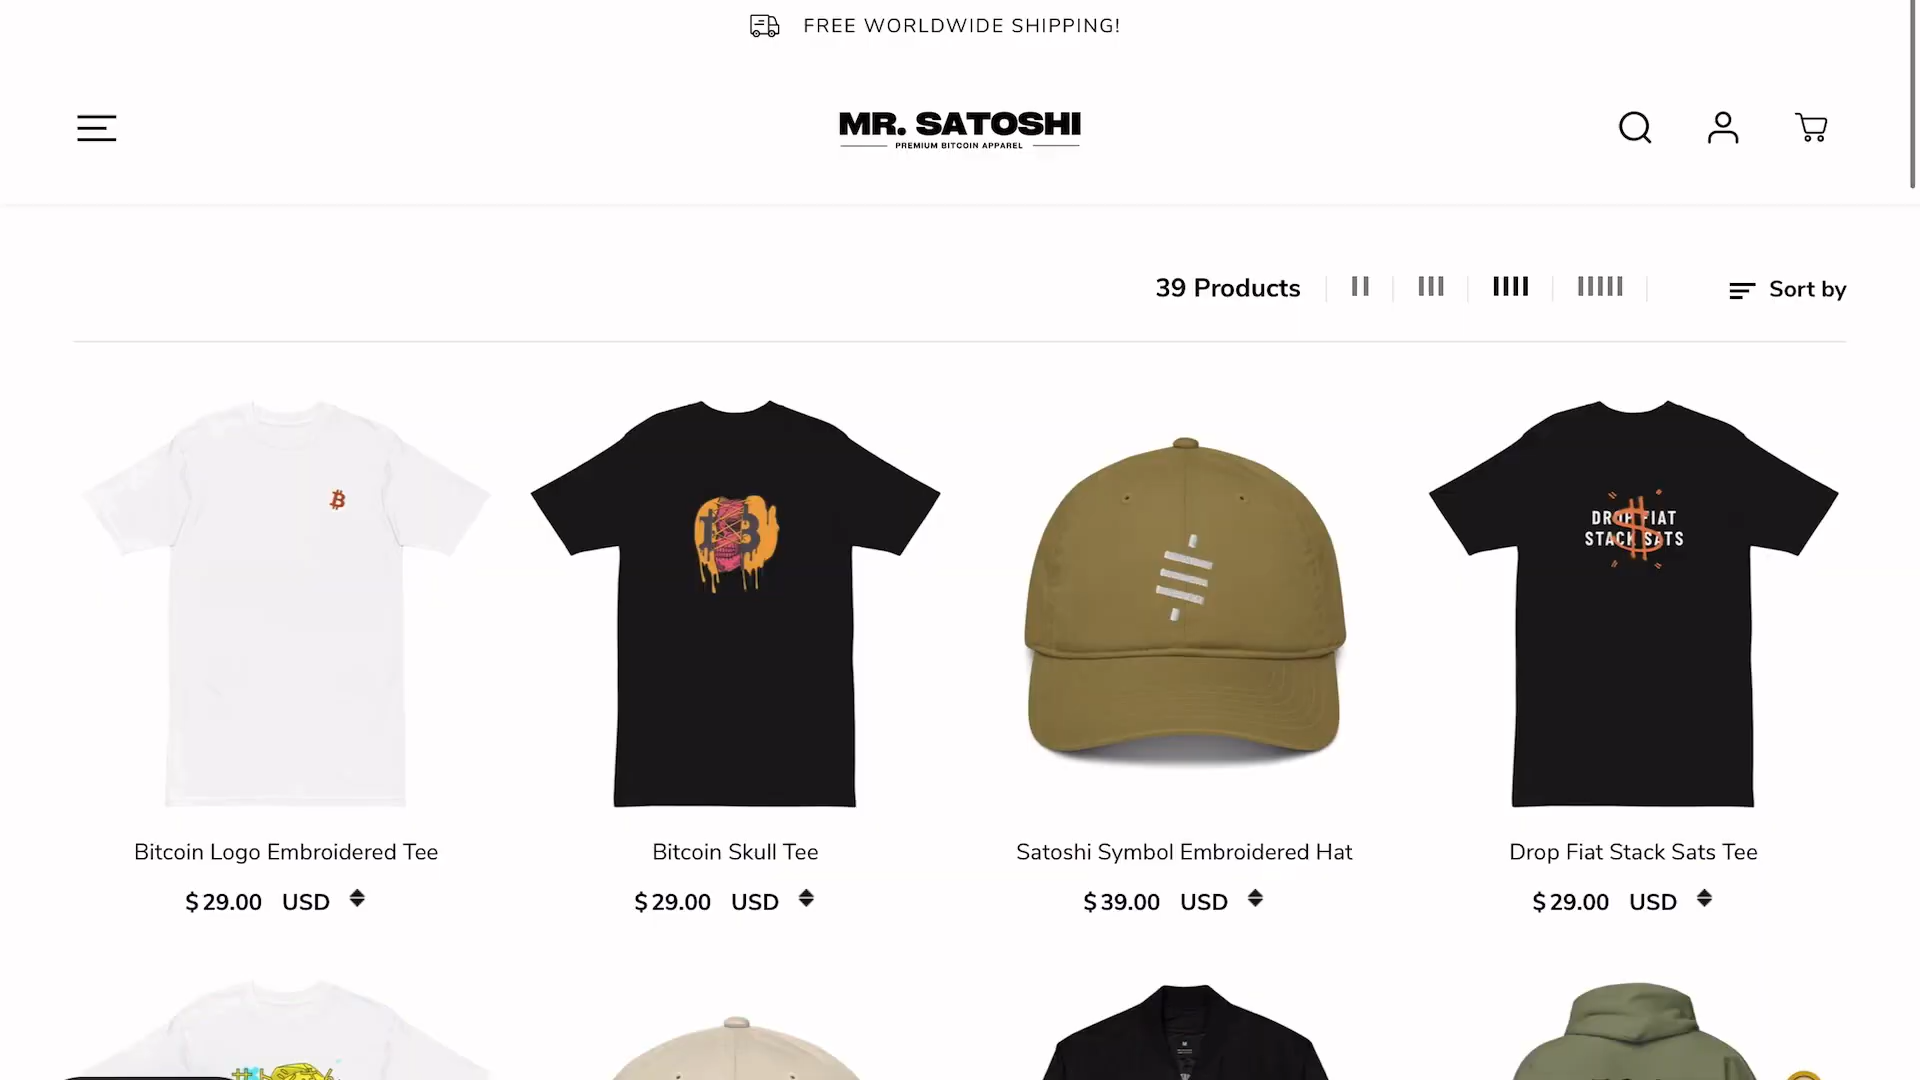 FREE WORLDWIDE SHIPPING!
MR. SATOSHI
PREMIUM BITCOIN APPAREL
39 Products
Sort by
DROP FIAT
STACK SATS
Bitcoin Logo Embroidered Tee
Bitcoin Skull Tee
Satoshi Symbol Embroidered Hat
Drop Fiat Stack Sats Tee
$29.00 USD
$29.00 USD
$39.00 USD
$29.00 USD